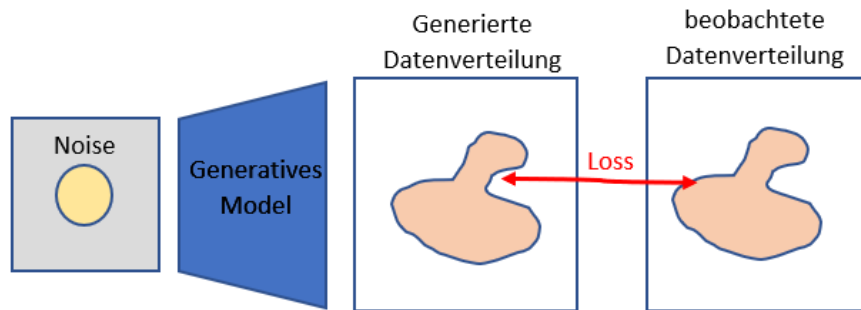 Noise
Generatives
Model
Generierte
Datenverteilung
Loss
beobachtete
Datenverteilung